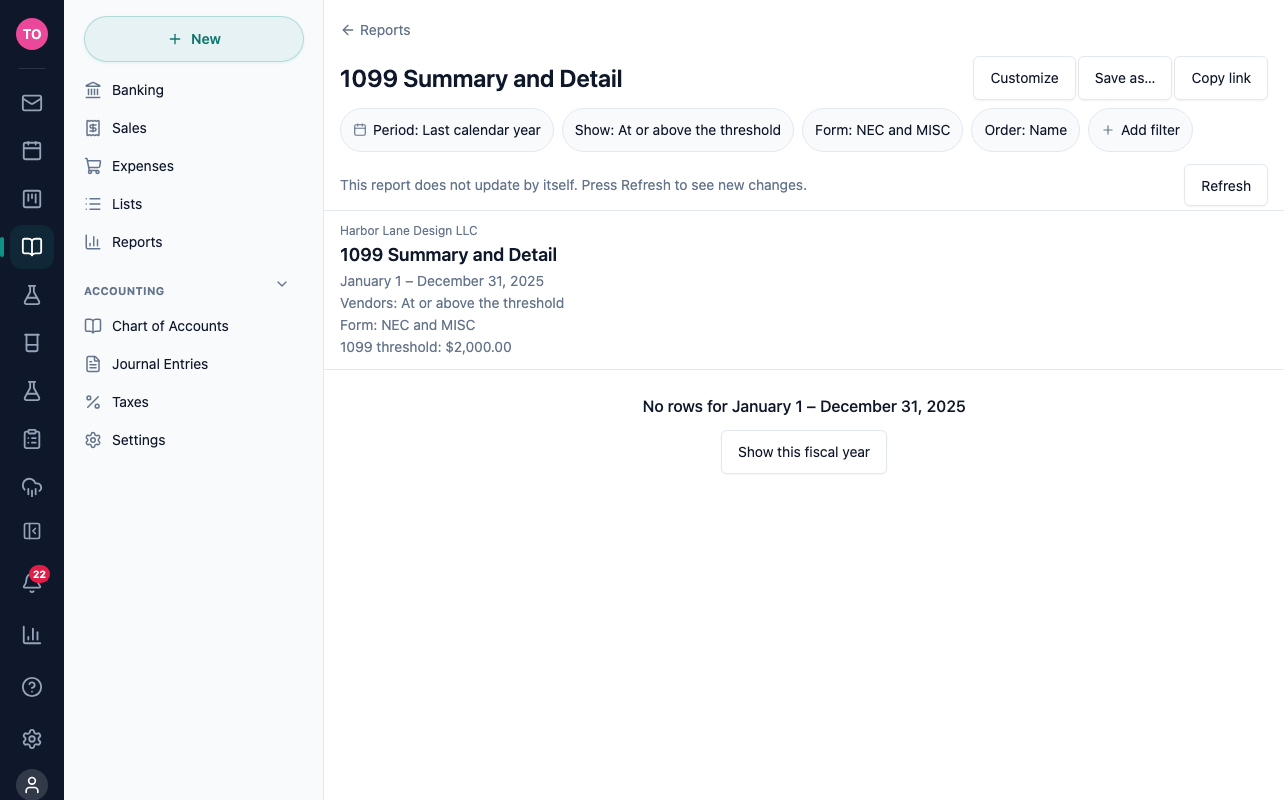 TO
New
Banking
Sales
Expenses
Lists
Reports
ACCOUNTING
Chart of Accounts
Journal Entries
Taxes
Settings
22
Reports
1099 Summary and Detail
Customize
Save as...
Copy link
Period: Last calendar year
Show: At or above the threshold
Form: NEC and MISC
Order: Name
Add filter
This report does not update by itself. Press Refresh to see new changes.
Refresh
Harbor Lane Design LLC
1099 Summary and Detail
January 1 – December 31, 2025
Vendors: At or above the threshold
Form: NEC and MISC
1099 threshold: $2,000.00
No rows for January 1 – December 31, 2025
Show this fiscal year